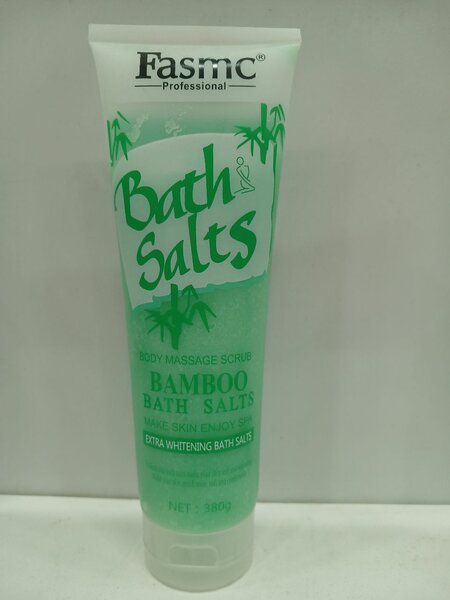 Fasmc®
Professional
Bath
Salts
BODY MASSAGE SCRUB
BAMBOO
BATH SALTS
MAKE SKIN ENJOY SPA
EXTRA WHITENING BATH SALTS
NET : 380g